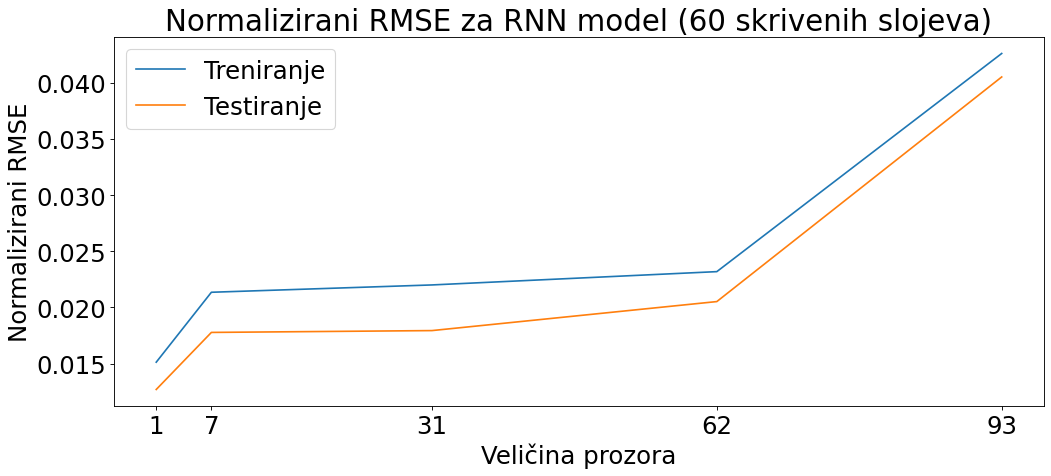 Normalizirani RMSE za RNN model (60 skrivenih slojeva)
Treniranje
Testiranje
Normalizirani RMSE
0.040
0.035
0.030
0.025
0.020
0.015
1 7 31 62 93
Veličina prozora